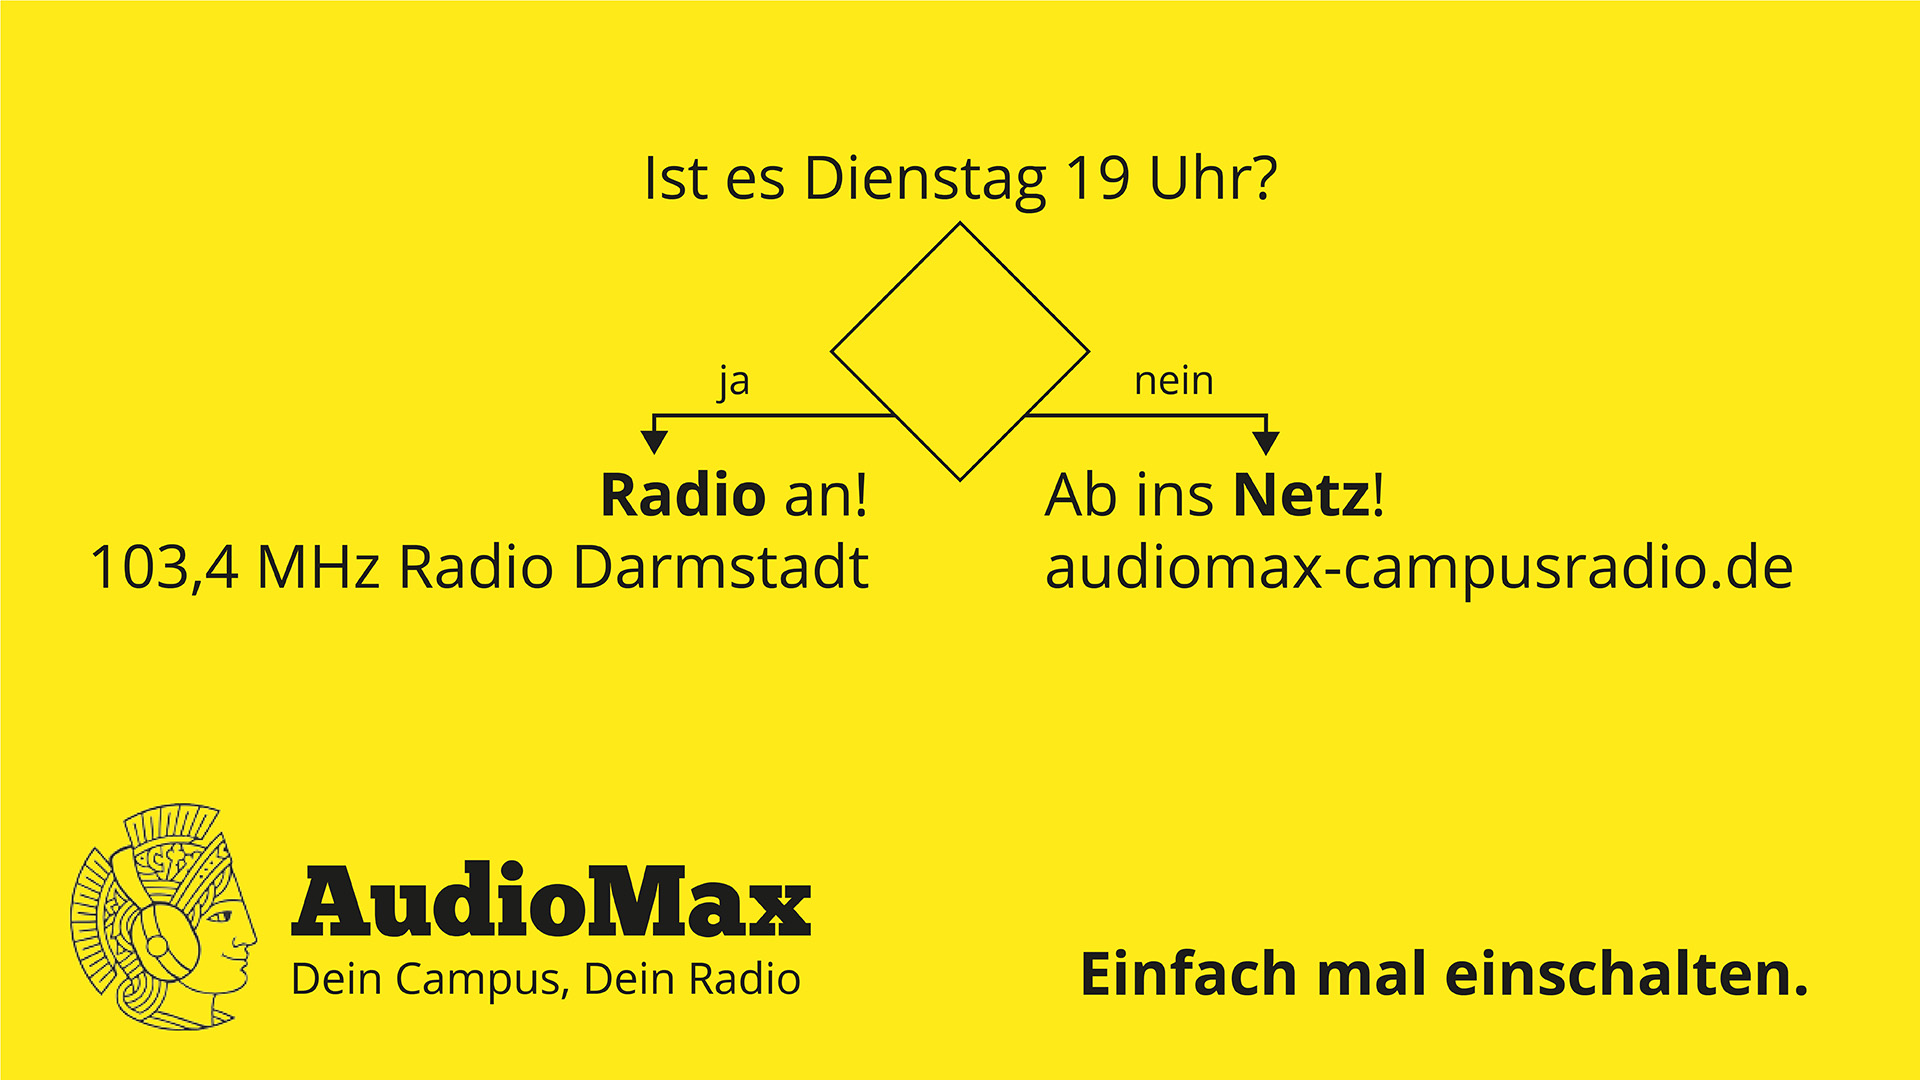 Ist es Dienstag 19 Uhr?
ja
nein
Radio an!
103,4 MHz Radio Darmstadt
Ab ins Netz!
audiomax-campusradio.de
AudioMax
Dein Campus, Dein Radio
Einfach mal einschalten.